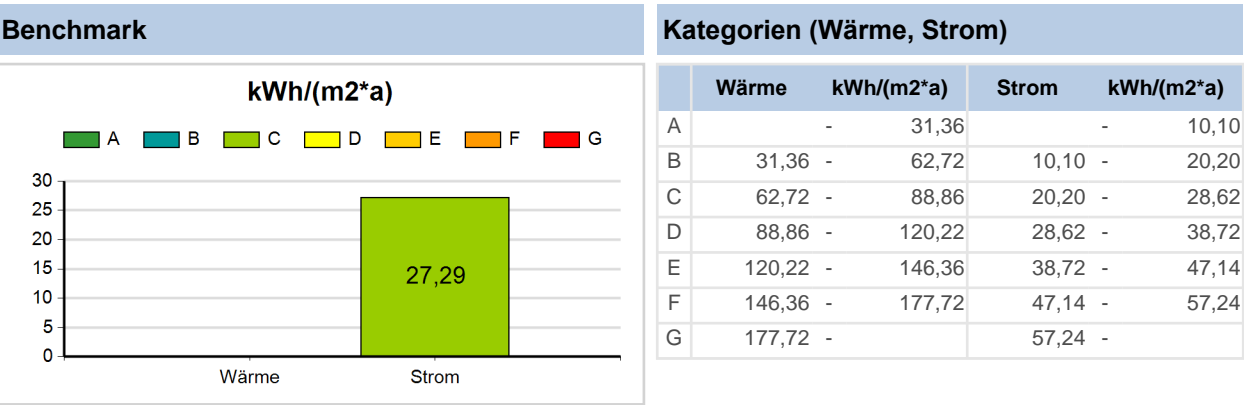 Benchmark
kWh/(m2*a)
A B C D E F G
30
25
20
15
10
5
0
27,29
Wärme Strom
Kategorien (Wärme, Strom)
Wärme kWh/(m2*a) Strom kWh/(m2*a)
A - 31,36 - 10,10
B 31,36 - 62,72 10,10 - 20,20
C 62,72 - 88,86 20,20 - 28,62
D 88,86 - 120,22 28,62 - 38,72
E 120,22 - 146,36 38,72 - 47,14
F 146,36 - 177,72 47,14 - 57,24
G 177,72 - 57,24 -